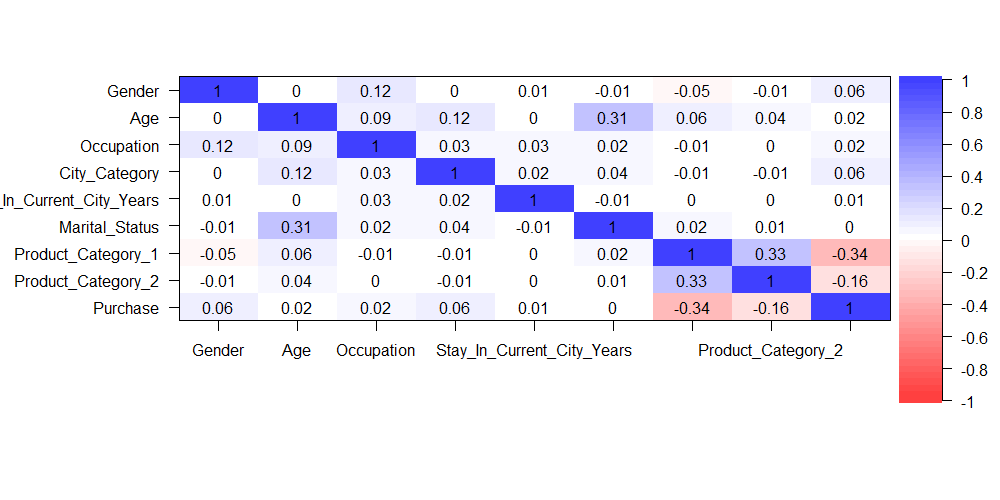 Gender 1 0 0.12 0 0.01 -0.01 -0.05 -0.01 0.06
Age 0 1 0.09 0.12 0 0.31 0.06 0.04 0.02
Occupation 0.12 0.09 1 0.03 0.03 0.02 -0.01 0 0.02
City_Category 0 0.12 0.03 1 0.02 0.04 -0.01 -0.01 0.06
_In_Current_City_Years 0.01 0 0.03 0.02 1 -0.01 0 0 0.01
Marital_Status -0.01 0.31 0.02 0.04 -0.01 1 0.02 0.01 0
Product_Category_1 -0.05 0.06 -0.01 -0.01 0 0.02 1 0.33 -0.34
Product_Category_2 -0.01 0.04 0 -0.01 0 0.01 0.33 1 -0.16
Purchase 0.06 0.02 0.02 0.06 0.01 0 -0.34 -0.16 1
Gender Age Occupation Stay_In_Current_City_Years Product_Category_2
1
0.8
0.6
0.4
0.2
0
-0.2
-0.4
-0.6
-0.8
-1